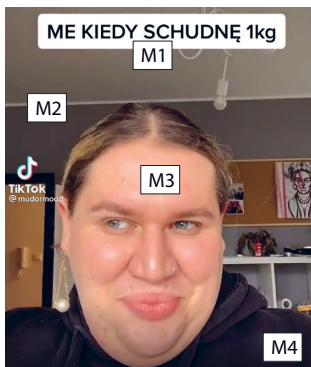 ME KIEDY SCHUDNĘ 1kg
M1
M2
M3
TikTok
@mudormood
M4